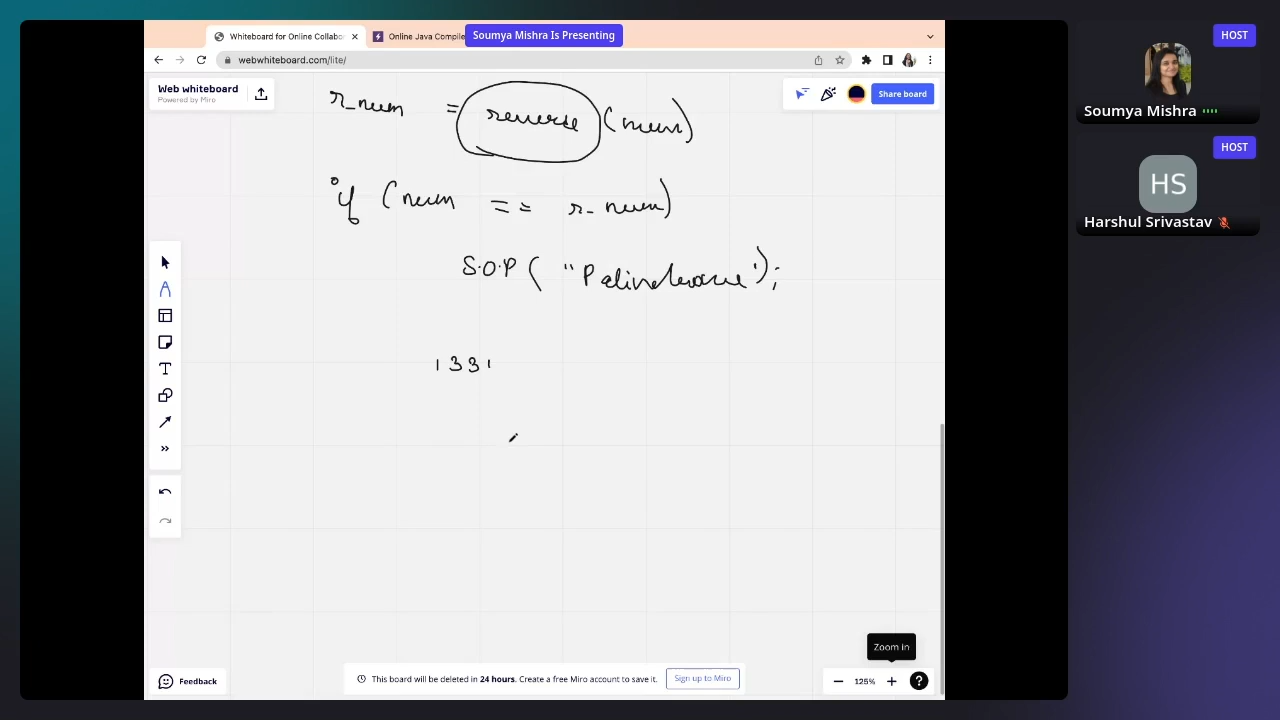 Whiteboard for Online Collabo
Online Java Compile
Soumya Mishra Is Presenting
webwhiteboard.com/lite/
Web whiteboard
Powered by Miro
Share board
r_num = reverse (num)
if (num == r_num)
S.O.P ( "Palindrome");
1331
Zoom in
This board will be deleted in 24 hours. Create a free Miro account to save it.
Sign up to Miro
Feedback
125%
HOST
Soumya Mishra
HOST
HS
Harshul Srivastav